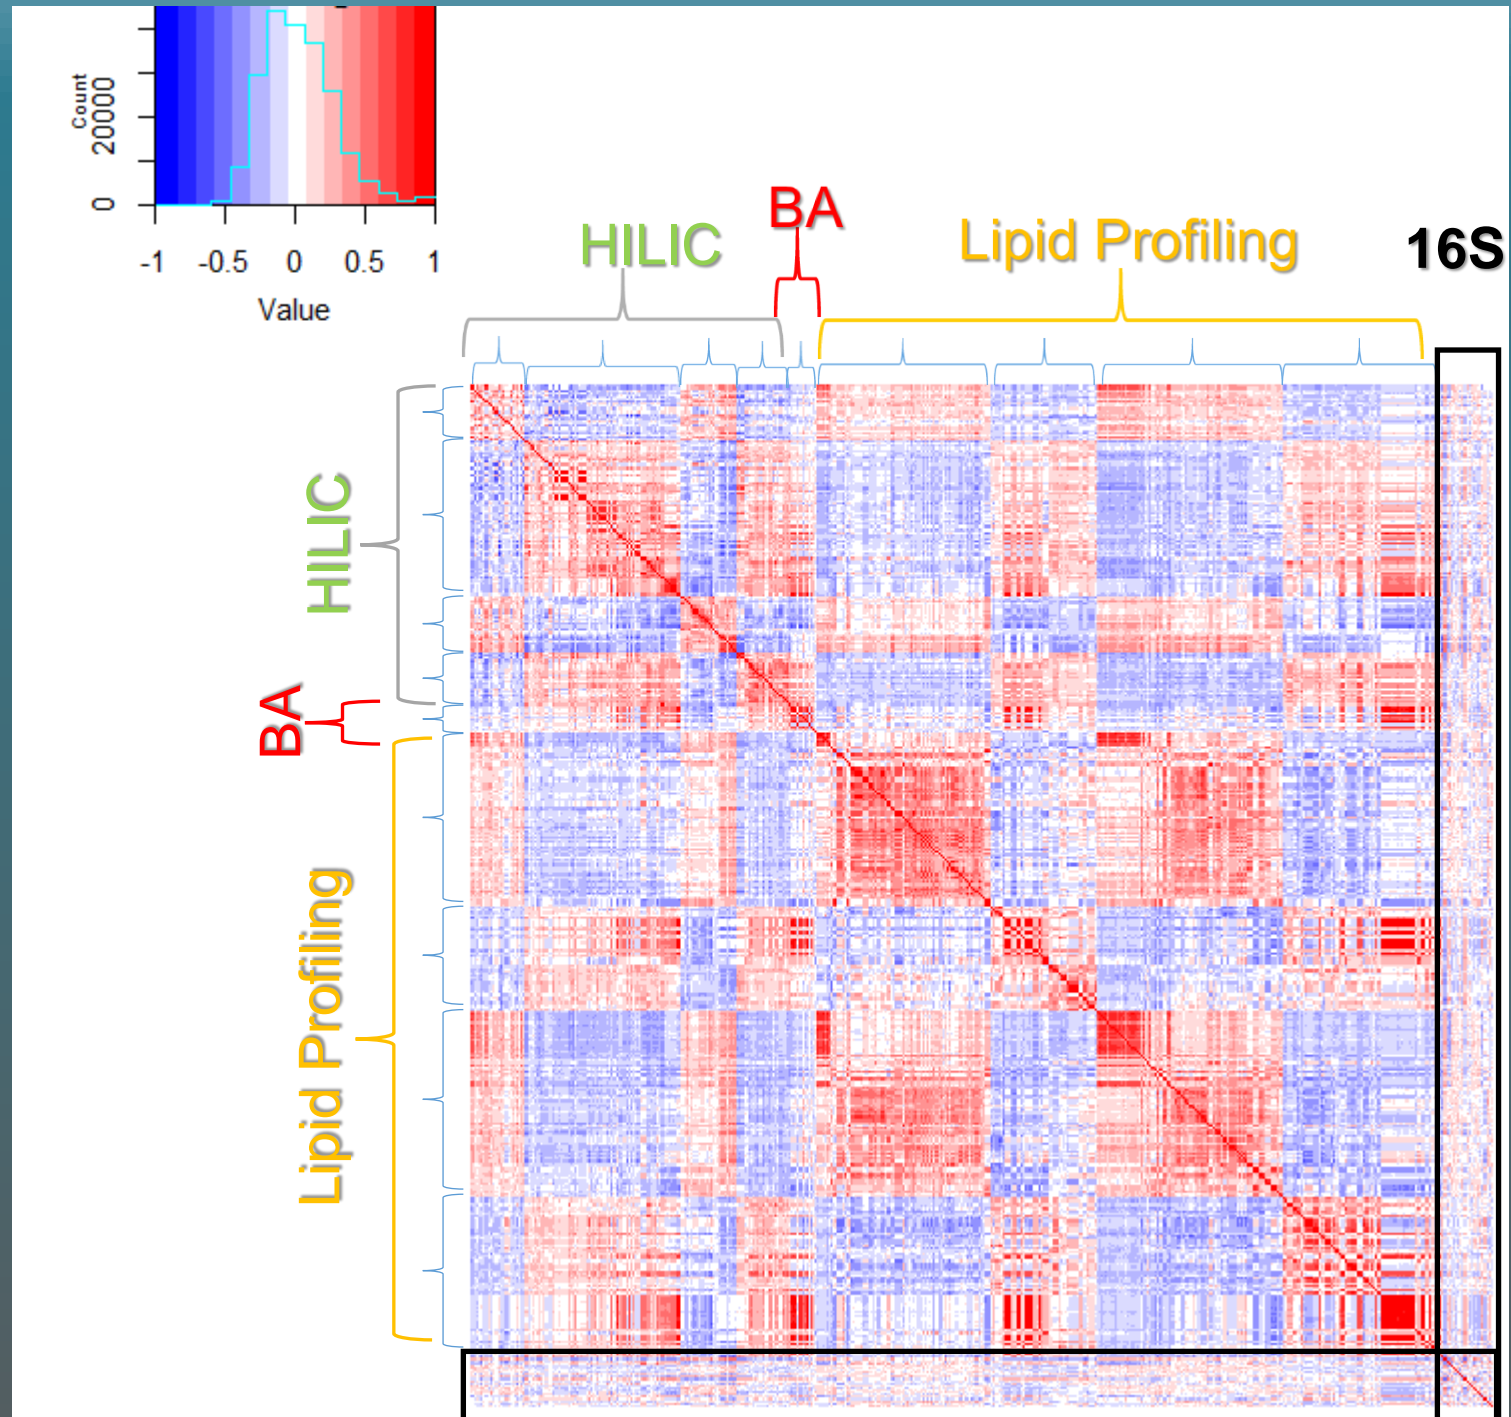 Count
20000
0
-1 -0.5 0 0.5 1
Value
HILIC
BA
Lipid Profiling
16S
HILIC
BA
Lipid Profiling